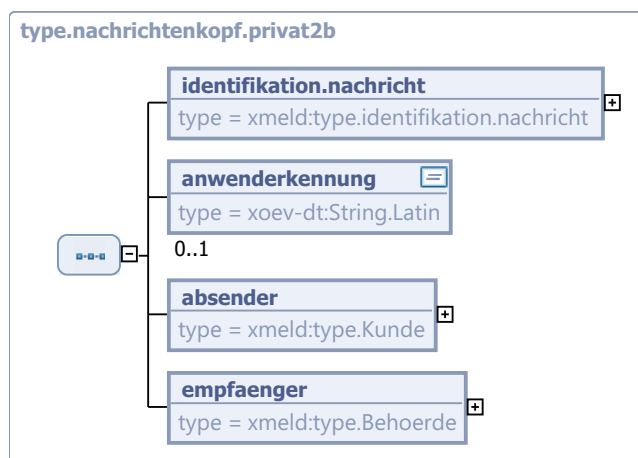 type.nachrichtenkopf.privat2b
identifikation.nachricht
type = xmeld:type.identifikation.nachricht
anwenderkennung
type = xoev-dt:String.Latin
0..1
absender
type = xmeld:type.Kunde
empfaenger
type = xmeld:type.Behoerde